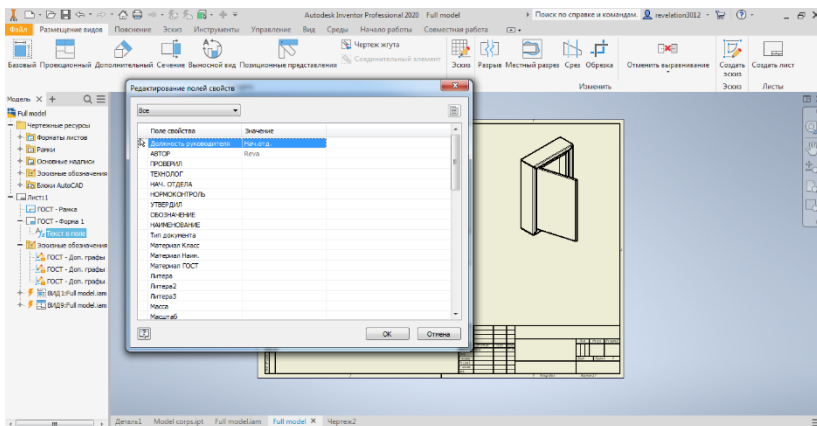 Autodesk Inventor Professional 2020 Full model
Поиск по справке и командам.
revelation3012
Файл Размещение видов Пояснение Эскиз Инструменты Управление Вид Среды Начало работы Совместная работа
Чертеж жгута
Соединительный элемент
Базовый Проекционный Дополнительный Сечение Выносной вид Позиционные представления
Эскиз Разрыв Местный разрез Срез Обрезка Отменить выравнивание Создать эскиз Создать лист
Изменить Эскиз Листы
Модель
Full model
Чертежные ресурсы
Форматы листов
Рамки
Основные надписи
Эскизные обозначения
Блоки AutoCAD
Лист:1
ГОСТ - Рамка
ГОСТ - Форма 1
Текст в поле
Эскизные обозначения
ГОСТ - Доп. графы
ГОСТ - Доп. графы
ГОСТ - Доп. графы
ВИД1:Full model.iam
ВИД9:Full model.iam
Редактирование полей свойств
Все
Поле свойства Значение
Должность руководителя Нач.отд.
АВТОР Reva
ПРОВЕРИЛ
ТЕХНОЛОГ
НАЧ. ОТДЕЛА
НОРМОКОНТРОЛЬ
УТВЕРДИЛ
ОБОЗНАЧЕНИЕ
НАИМЕНОВАНИЕ
Тип документа
Материал Класс
Материал Наим.
Материал ГОСТ
Литера
Литера2
Литера3
Масса
Масштаб
ОК Отмена
Деталь1 Model corps.ipt Full model.iam Full model Чертеж2